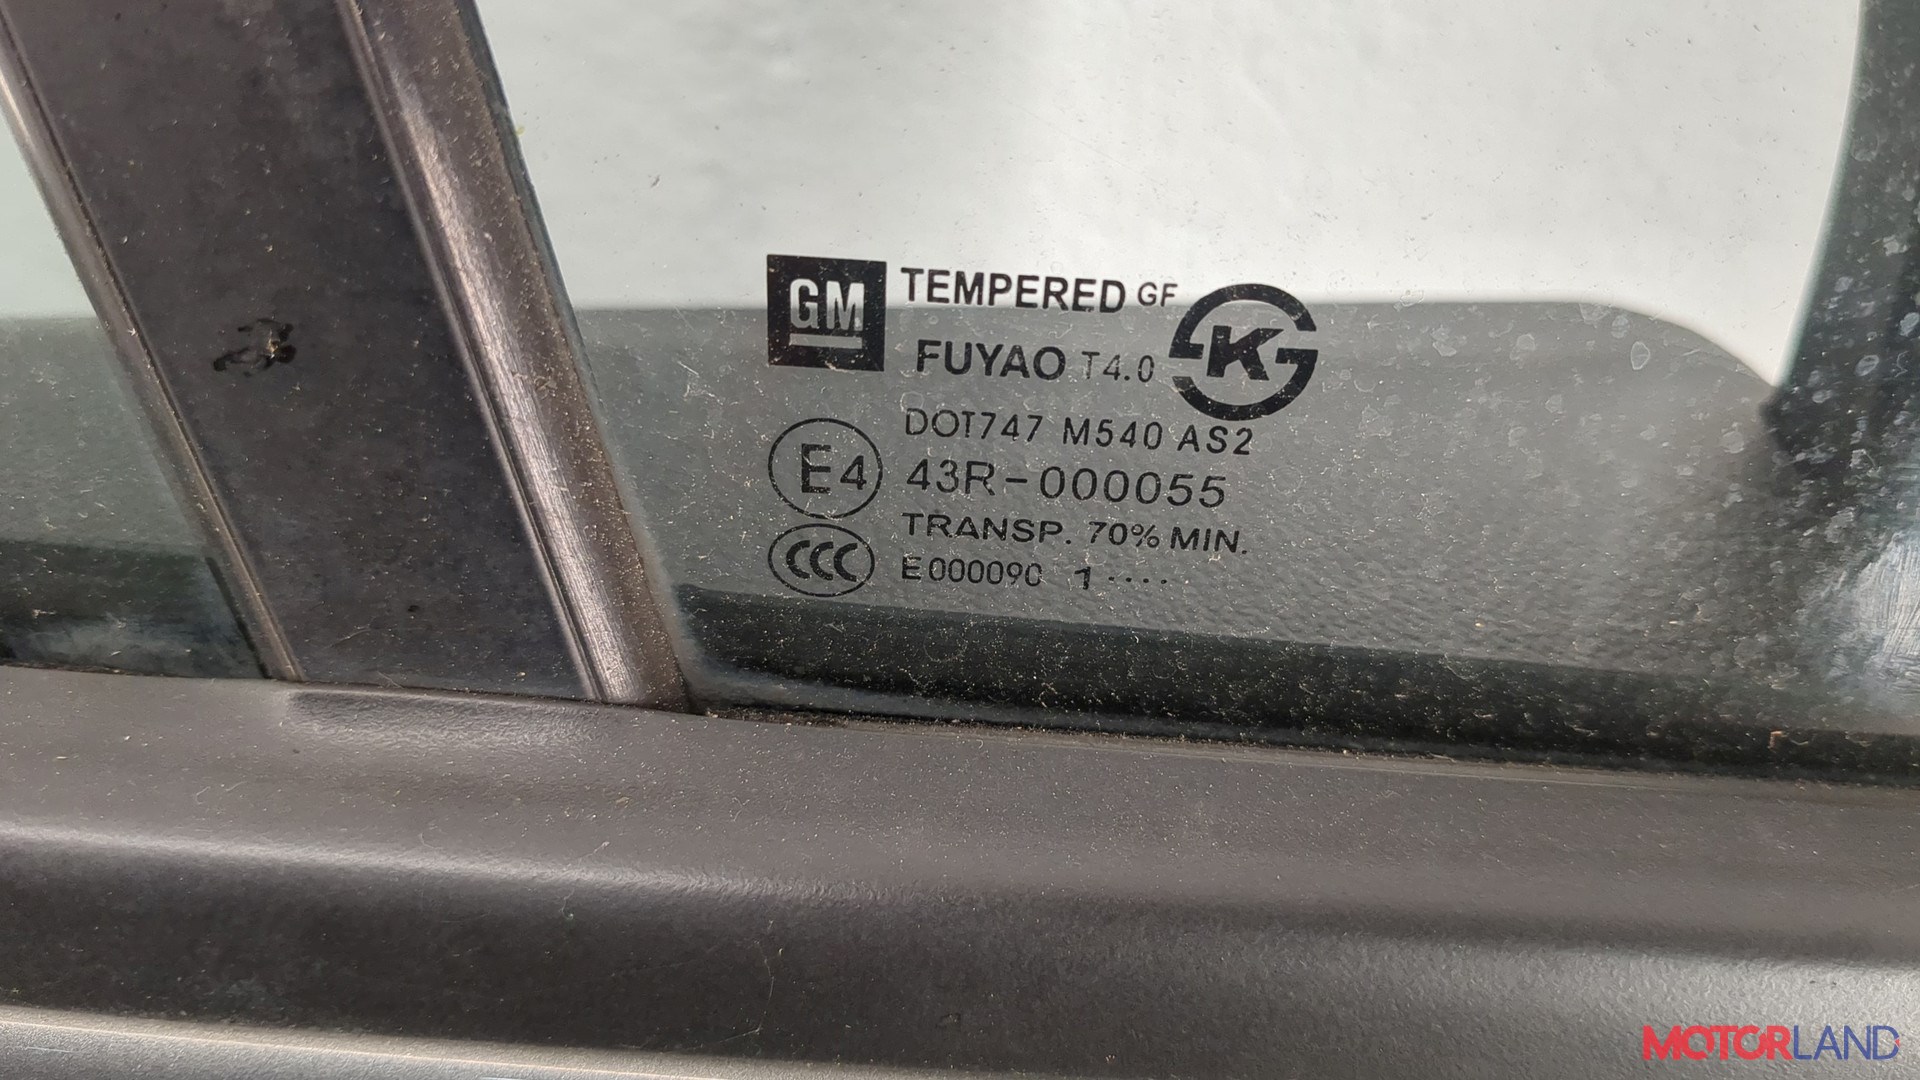 GM TEMPERED GF
FUYAO T4.0 K
DOT747 M540 AS2
E4 43R-000055
TRANSP. 70% MIN.
CCC E000090 1 ....
MOTORLAND